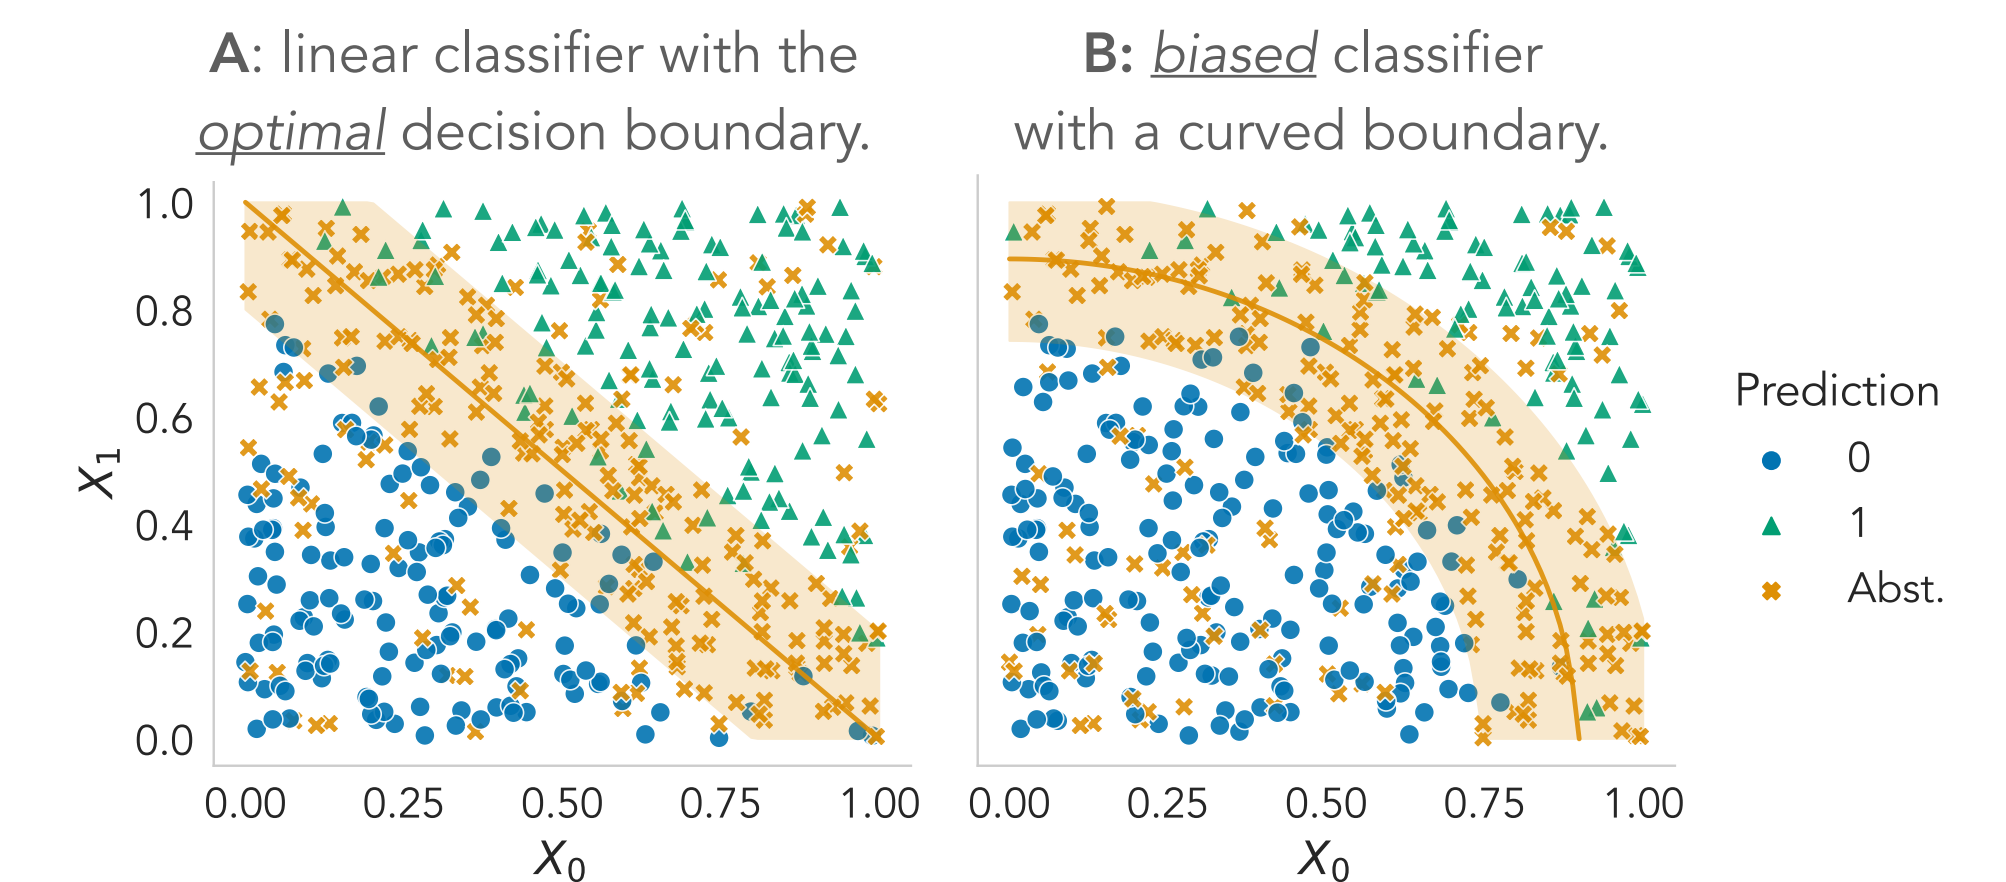 A: linear classifier with the
optimal decision boundary.
B: biased classifier
with a curved boundary.
1.0
0.8
0.6
0.4
0.2
0.0
X1
0.00 0.25 0.50 0.75 1.00
X0
0.00 0.25 0.50 0.75 1.00
X0
Prediction
0
1
Abst.